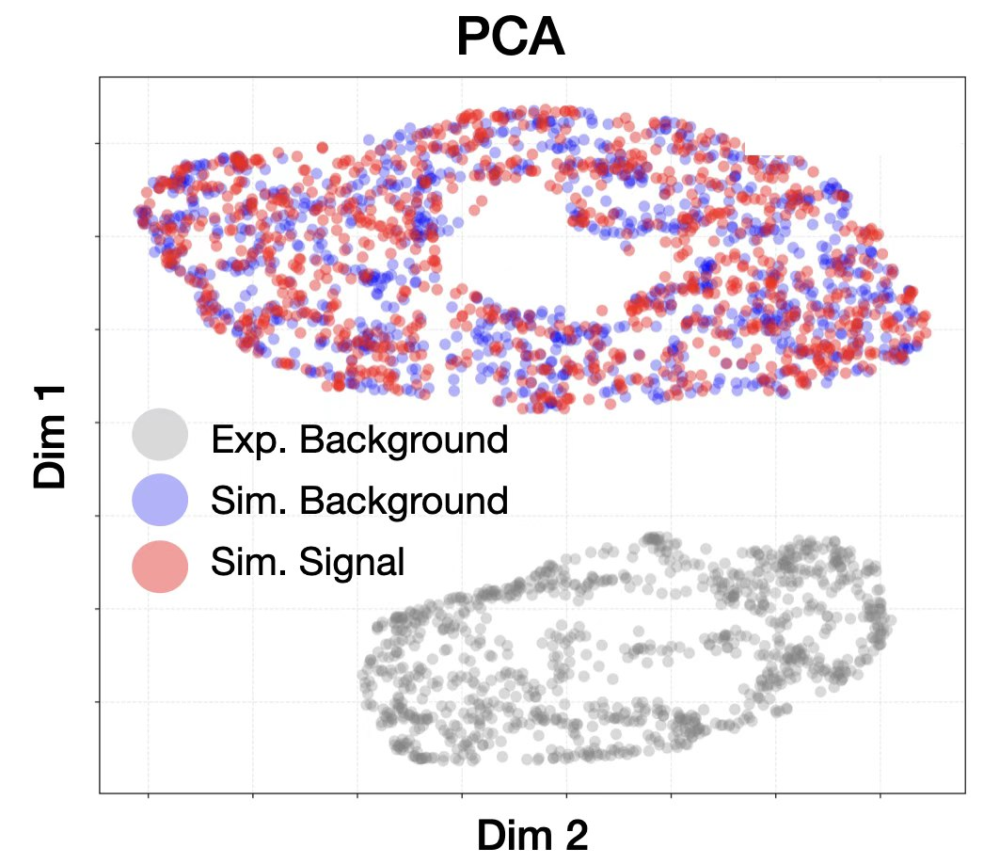 PCA
Dim 1
Exp. Background
Sim. Background
Sim. Signal
Dim 2